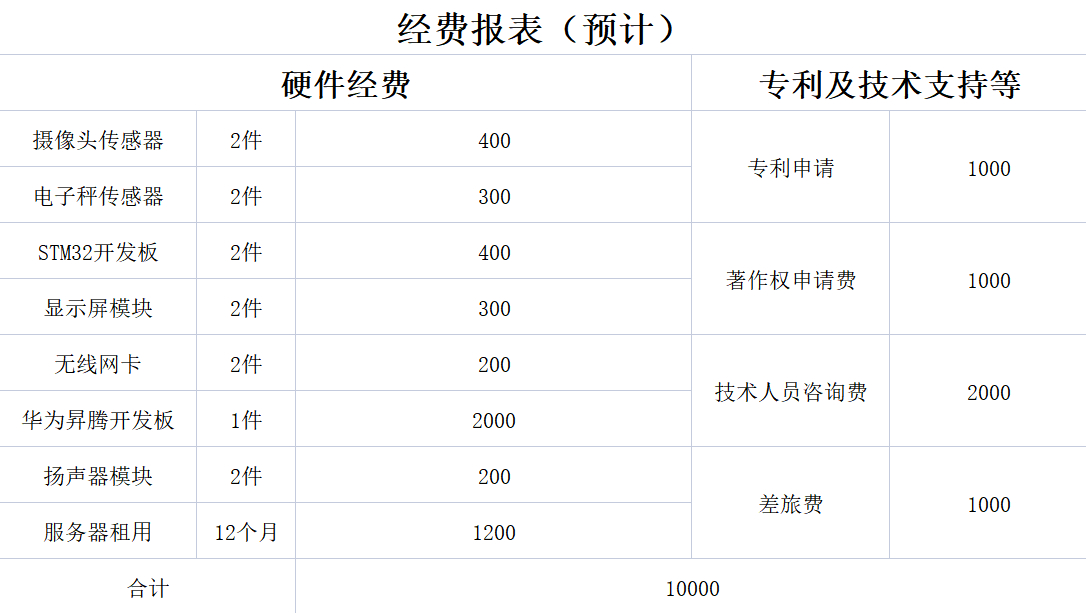 经费报表（预计）
硬件经费 专利及技术支持等
摄像头传感器 2件 400
专利申请 1000
电子秤传感器 2件 300
STM32开发板 2件 400
著作权申请费 1000
显示屏模块 2件 300
无线网卡 2件 200
技术人员咨询费 2000
华为昇腾开发板 1件 2000
扬声器模块 2件 200
差旅费 1000
服务器租用 12个月 1200
合计 10000